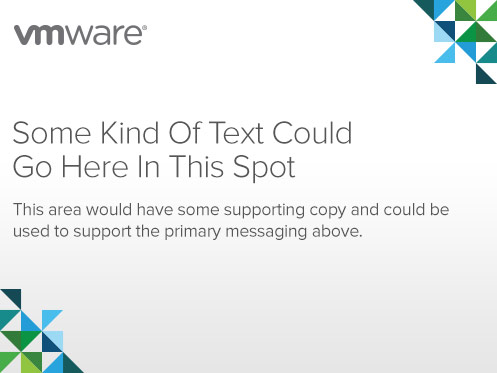 vmware®
Some Kind Of Text Could
Go Here In This Spot
This area would have some supporting copy and could be
used to support the primary messaging above.